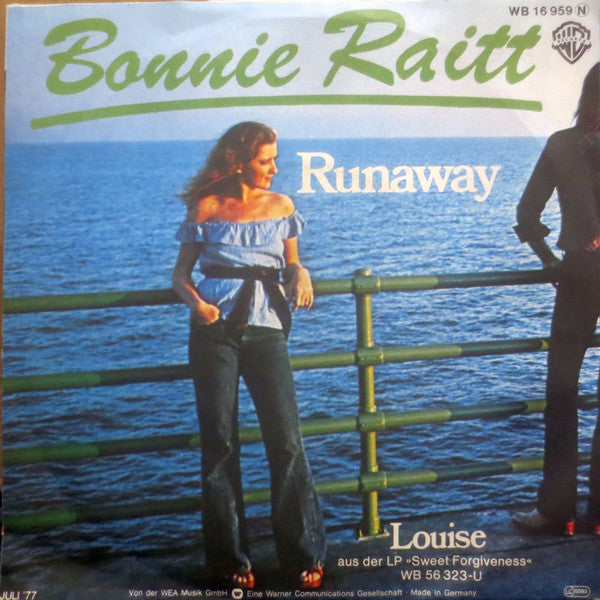 WB 16 959 N
Bonnie Raitt
Runaway
Louise
aus der LP »Sweet Forgiveness«
WB 56 323-U
JULI '77
Von der WEA Musik GmbH W Eine Warner Communications Gesellschaft · Made in Germany